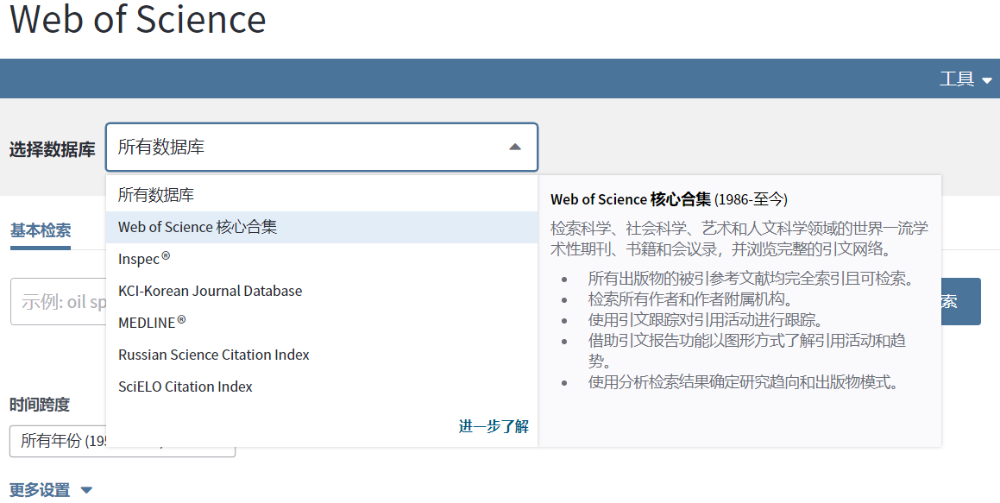 Web of Science
工具
选择数据库
所有数据库
所有数据库
Web of Science 核心合集
Inspec®
KCI-Korean Journal Database
MEDLINE®
Russian Science Citation Index
SciELO Citation Index
进一步了解
Web of Science 核心合集 (1986-至今)
检索科学、社会科学、艺术和人文科学领域的世界一流学
术性期刊、书籍和会议录，并浏览完整的引文网络。
所有出版物的被引参考文献均完全索引且可检索。
检索所有作者和作者附属机构。
使用引文跟踪对引用活动进行跟踪。
借助引文报告功能以图形方式了解引用活动和趋
势。
使用分析检索结果确定研究趋向和出版物模式。
基本检索
示例: oil sp
索
时间跨度
所有年份 (195
更多设置